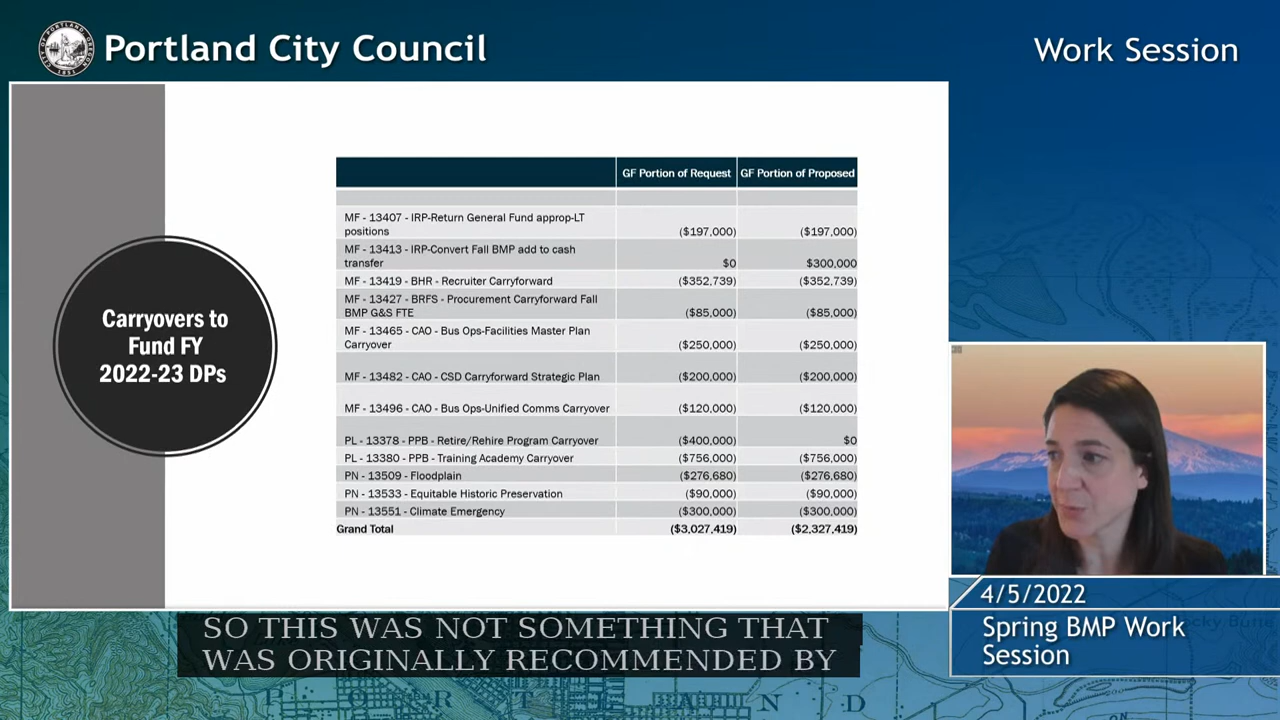 Portland City Council
Work Session
Carryovers to
Fund FY
2022-23 DPs
GF Portion of Request GF Portion of Proposed
MF - 13407 - IRP-Return General Fund approp-LT
positions ($197,000) ($197,000)
MF - 13413 - IRP-Convert Fall BMP add to cash
transfer $0 $300,000
MF - 13419 - BHR - Recruiter Carryforward ($352,739) ($352,739)
MF - 13427 - BRFS - Procurement Carryforward Fall
BMP G&S FTE ($85,000) ($85,000)
MF - 13465 - CAO - Bus Ops-Facilities Master Plan
Carryover ($250,000) ($250,000)
MF - 13482 - CAO - CSD Carryforward Strategic Plan ($200,000) ($200,000)
MF - 13496 - CAO - Bus Ops-Unified Comms Carryover ($120,000) ($120,000)
PL - 13378 - PPB - Retire/Rehire Program Carryover ($400,000) $0
PL - 13380 - PPB - Training Academy Carryover ($756,000) ($756,000)
PN - 13509 - Floodplain ($276,680) ($276,680)
PN - 13533 - Equitable Historic Preservation ($90,000) ($90,000)
PN - 13551 - Climate Emergency ($300,000) ($300,000)
Grand Total ($3,027,419) ($2,327,419)
4/5/2022
Spring BMP Work
Session
SO THIS WAS NOT SOMETHING THAT
WAS ORIGINALLY RECOMMENDED BY